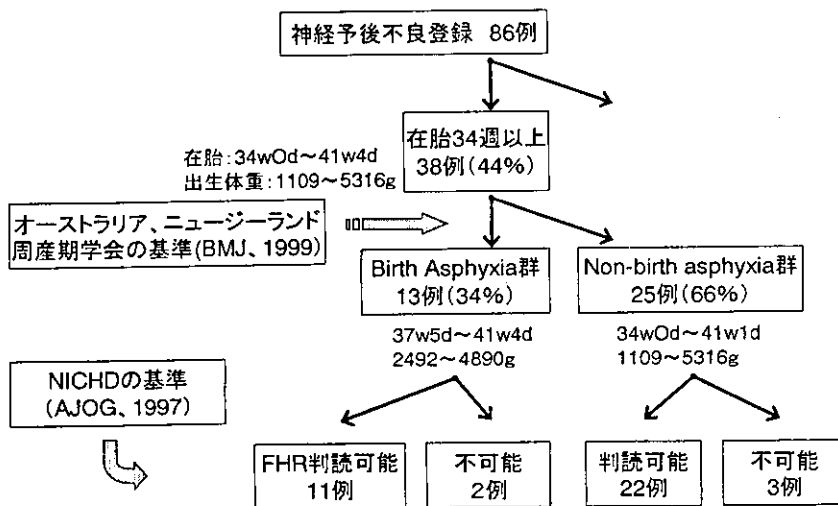 神経予後不良登録 86例
在胎34週以上
38例(44%)
在胎:34w0d～41w4d
出生体重:1109～5316g
オーストラリア、ニュージーランド
周産期学会の基準(BMJ、1999)
Birth Asphyxia群
13例(34%)
Non-birth asphyxia群
25例(66%)
37w5d～41w4d
2492～4890g
34w0d～41w1d
1109～5316g
NICHDの基準
(AJOG、1997)
FHR判読可能
11例
不可能
2例
判読可能
22例
不可能
3例